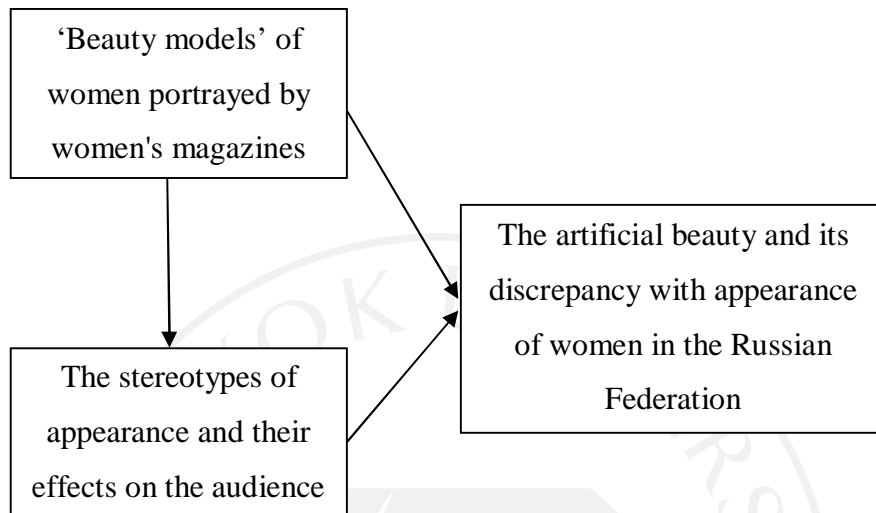 ‘Beauty models’ of
women portrayed by
women's magazines
The artificial beauty and its
discrepancy with appearance
of women in the Russian
Federation
The stereotypes of
appearance and their
effects on the audience